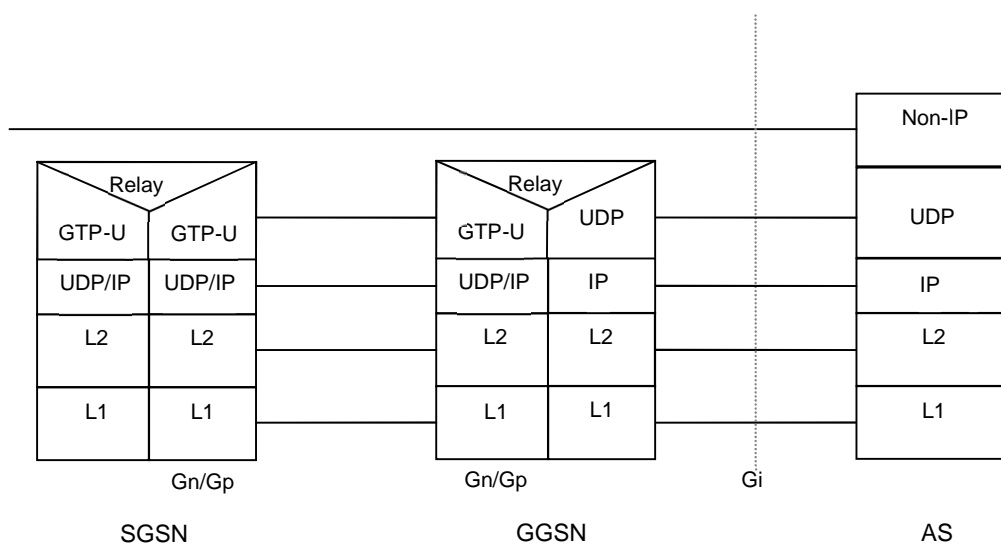 Non-IP
Relay Relay
GTP-U GTP-U GTP-U UDP UDP
UDP/IP UDP/IP UDP/IP IP IP
L2 L2 L2 L2 L2
L1 L1 L1 L1 L1
Gn/Gp Gn/Gp Gi
SGSN GGSN AS